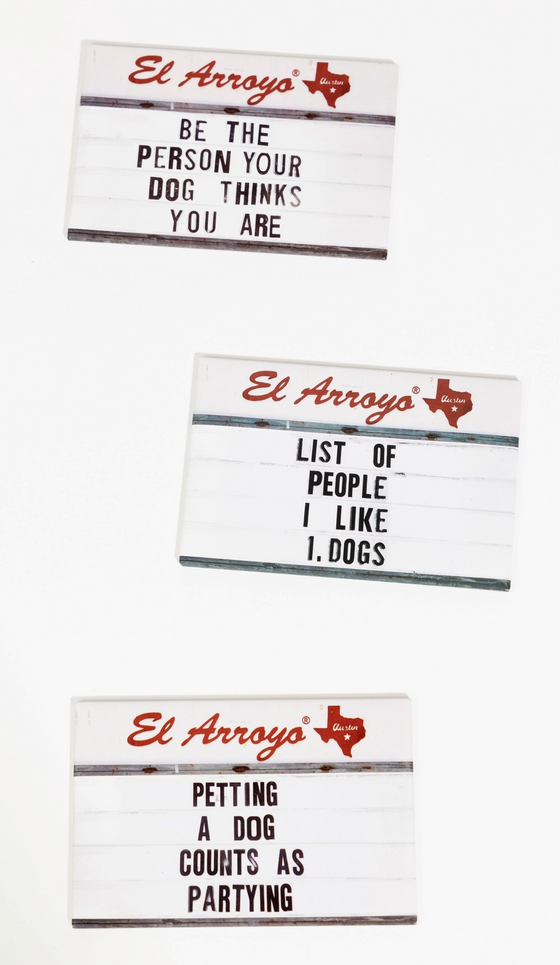 El Arroyo®
Austin
BE THE
PERSON YOUR
DOG THINKS
YOU ARE
El Arroyo®
Austin
LIST OF
PEOPLE
I LIKE
1. DOGS
El Arroyo®
Austin
PETTING
A DOG
COUNTS AS
PARTYING